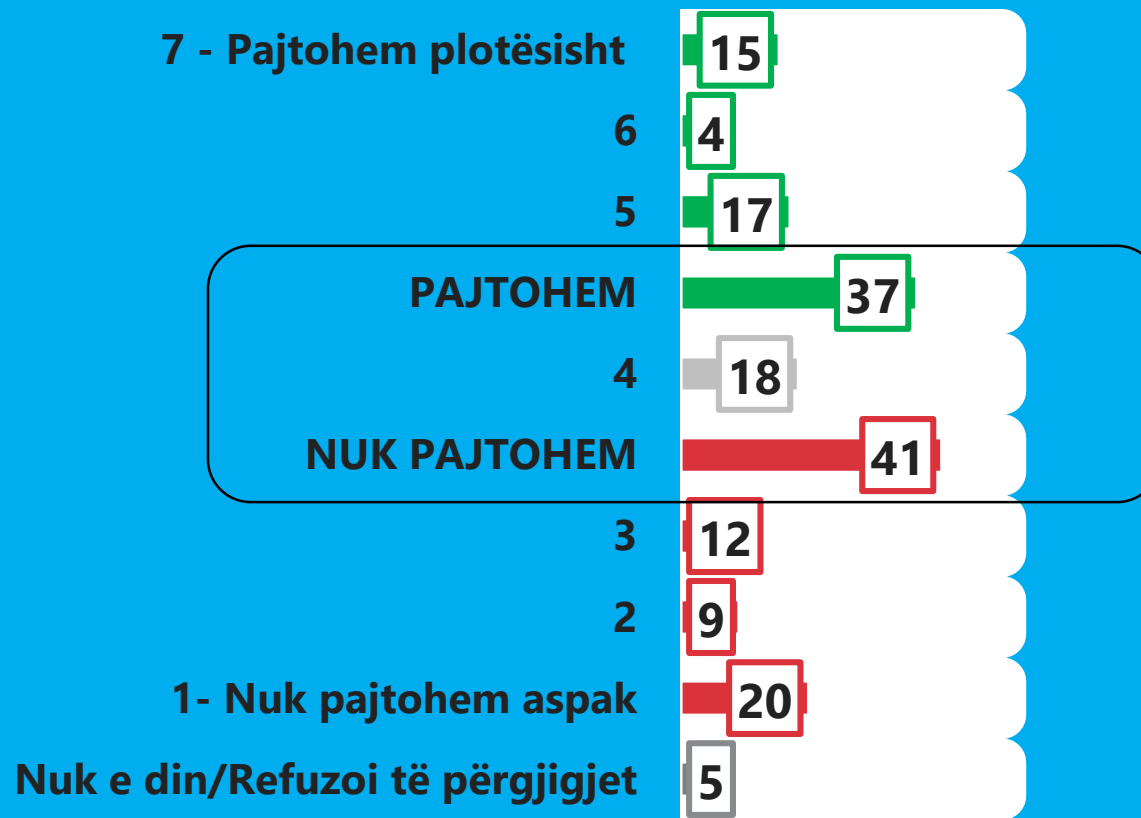 7 - Pajtohem plotësisht 15
6 4
5 17
PAJTOHEM 37
4 18
NUK PAJTOHEM 41
3 12
2 9
1- Nuk pajtohem aspak 20
Nuk e din/Refuzoi të përgjigjet 5